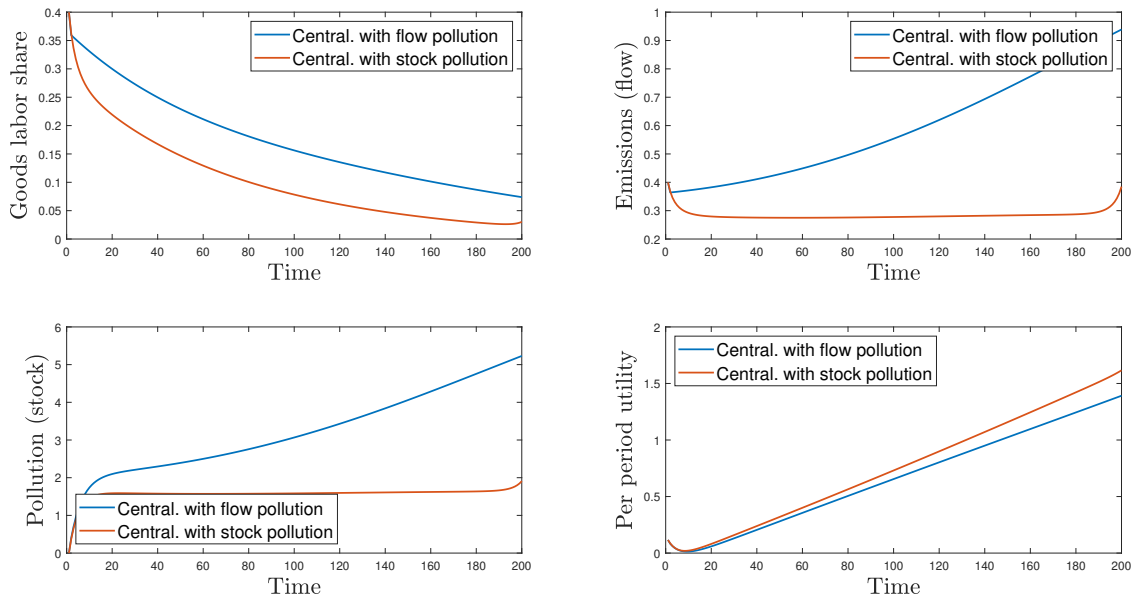 Goods labor share
0.4
0.35
0.3
0.25
0.2
0.15
0.1
0.05
0
0 20 40 60 80 100 120 140 160 180 200
Time
Central. with flow pollution
Central. with stock pollution
Emissions (flow)
1
0.9
0.8
0.7
0.6
0.5
0.4
0.3
0.2
0 20 40 60 80 100 120 140 160 180 200
Time
Central. with flow pollution
Central. with stock pollution
Pollution (stock)
6
5
4
3
2
1
0
0 20 40 60 80 100 120 140 160 180 200
Time
Central. with flow pollution
Central. with stock pollution
Per period utility
2
1.5
1
0.5
0
0 20 40 60 80 100 120 140 160 180 200
Time
Central. with flow pollution
Central. with stock pollution